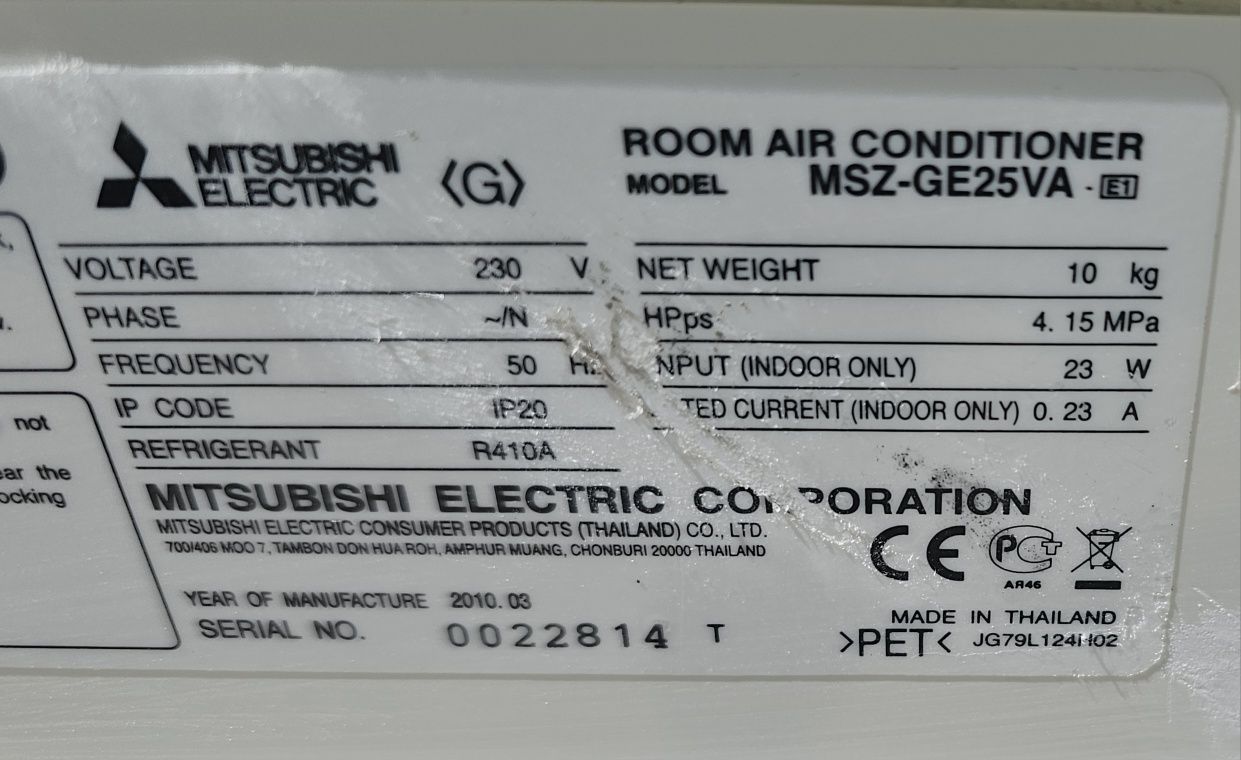 MITSUBISHI
ELECTRIC
⟨G⟩
ROOM AIR CONDITIONER
MODEL MSZ-GE25VA - E1
VOLTAGE 230 V
PHASE ~/N
FREQUENCY 50
IP CODE IP20
REFRIGERANT R410A
NET WEIGHT 10 kg
HPps 4. 15 MPa
NPUT (INDOOR ONLY) 23 W
TED CURRENT (INDOOR ONLY) 0. 23 A
not
ear the
ocking
MITSUBISHI ELECTRIC CO PORATION
MITSUBISHI ELECTRIC CONSUMER PRODUCTS (THAILAND) CO., LTD.
700/406 MOO 7, TAMBON DON HUA ROH, AMPHUR MUANG, CHONBURI 20000 THAILAND
CE
PCT
AЯ46
YEAR OF MANUFACTURE 2010. 03
SERIAL NO. 0022814 T
MADE IN THAILAND
>PET< JG79L124H02